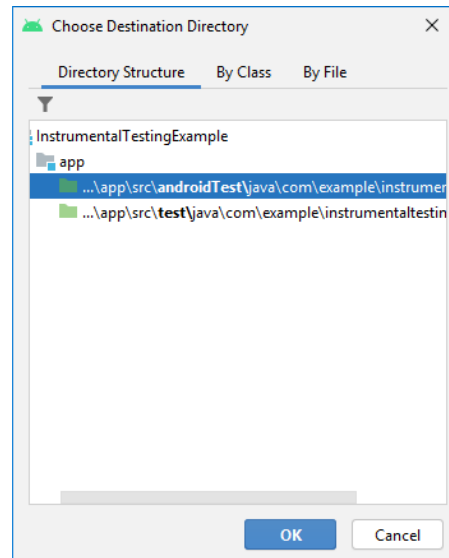 Choose Destination Directory
Directory Structure By Class By File
InstrumentalTestingExample
app
...\app\src\androidTest\java\com\example\instrumen
...\app\src\test\java\com\example\instrumentaltestin
OK Cancel